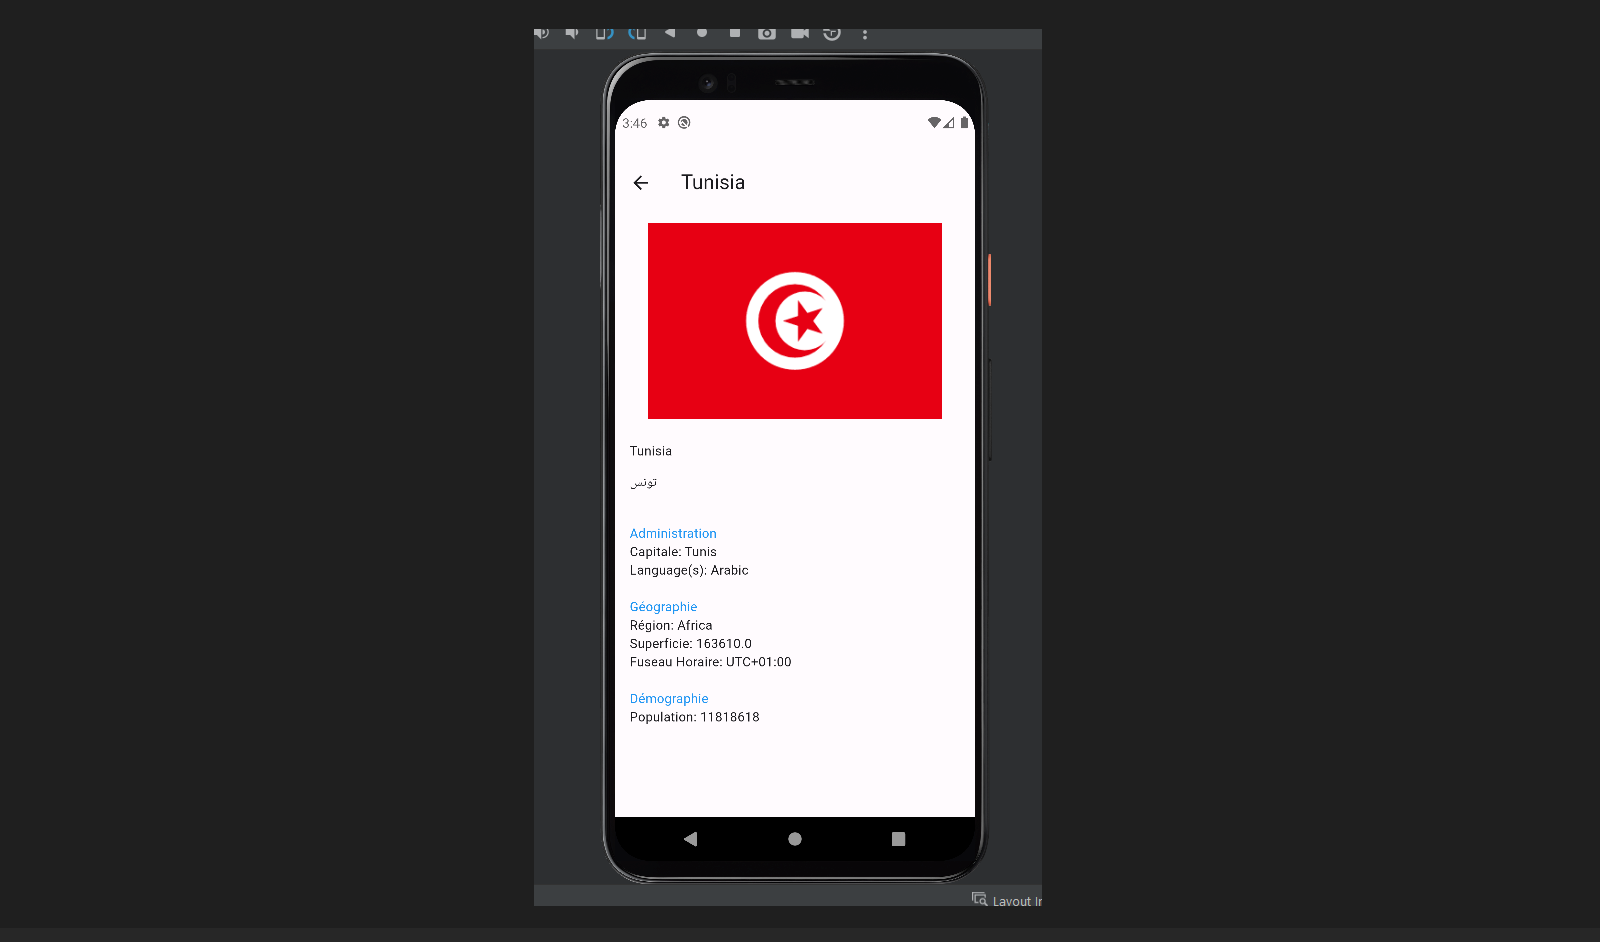 3:46
Tunisia
Tunisia
تونس
Administration
Capitale: Tunis
Language(s): Arabic
Géographie
Région: Africa
Superficie: 163610.0
Fuseau Horaire: UTC+01:00
Démographie
Population: 11818618
Layout